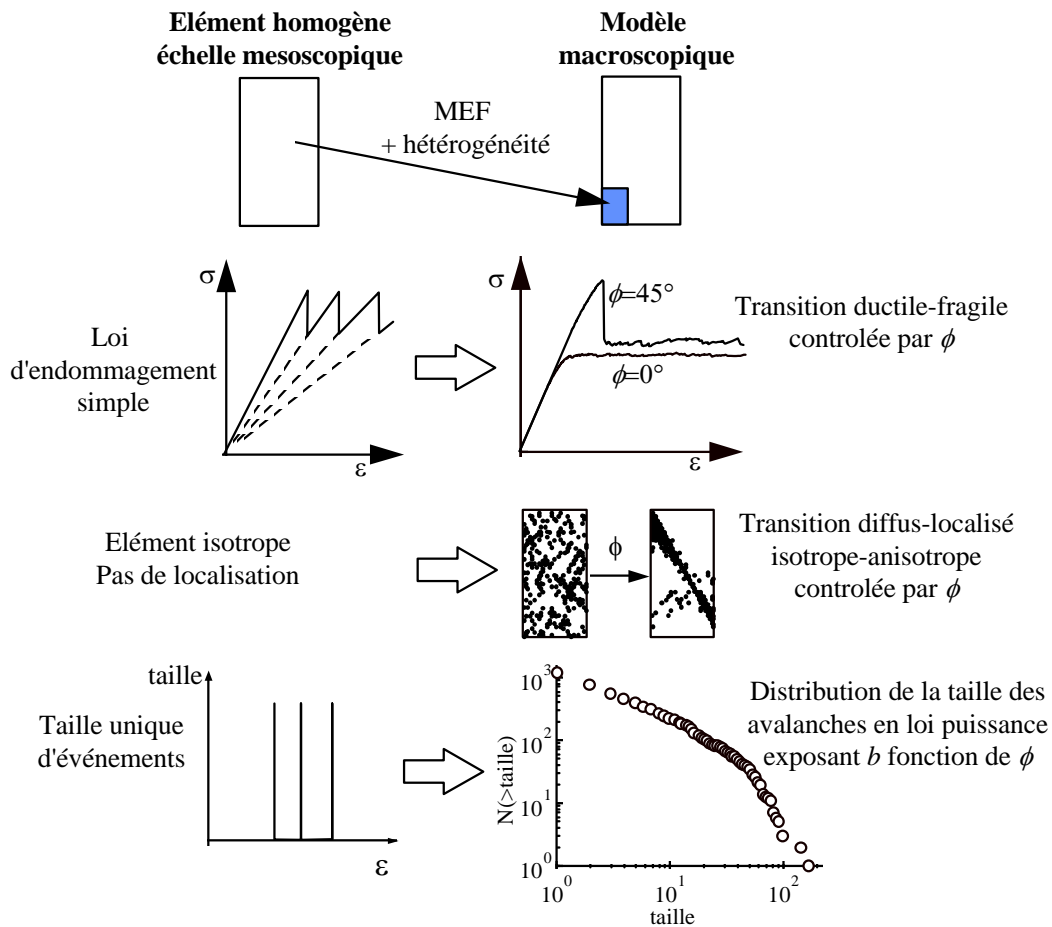 Elément homogène
échelle mesoscopique
Modèle
macroscopique
MEF
+ hétérogénéité
Loi
d'endommagement
simple
σ
ε
σ
ϕ=45°
ϕ=0°
ε
Transition ductile-fragile
controlée par ϕ
Elément isotrope
Pas de localisation
ϕ
Transition diffus-localisé
isotrope-anisotrope
controlée par ϕ
Taille unique
d'événements
taille
ε
N(>taille)
10³
10²
10¹
10⁰
10⁰
10¹
10²
taille
Distribution de la taille des
avalanches en loi puissance
exposant b fonction de ϕ